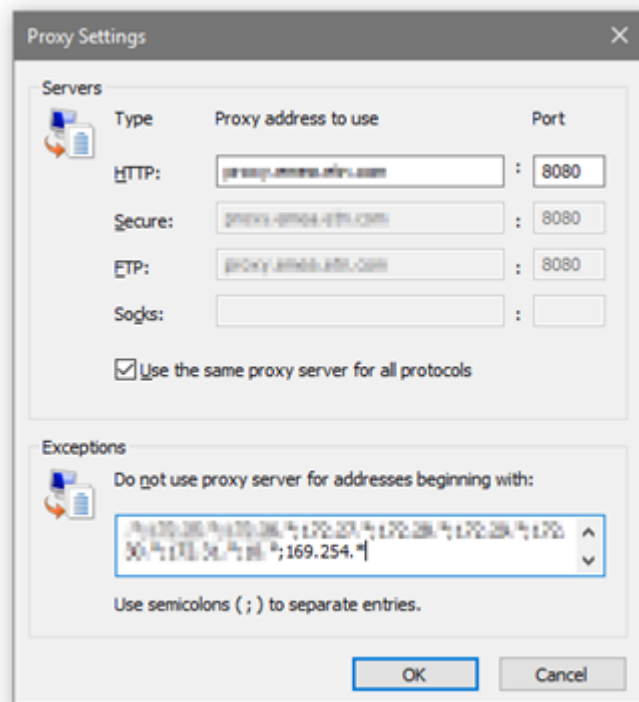 Proxy Settings
Servers
Type Proxy address to use Port
HTTP: : 8080
Secure: : 8080
FTP: : 8080
Socks: :
Use the same proxy server for all protocols
Exceptions
Do not use proxy server for addresses beginning with:
;169.254.*
Use semicolons ( ; ) to separate entries.
OK Cancel